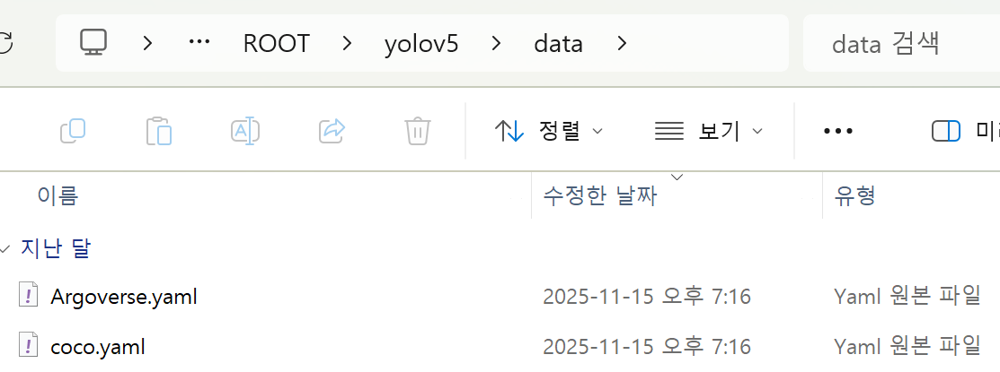 ROOT yolov5 data data 검색
정렬 보기
이름 수정한 날짜 유형
지난 달
Argoverse.yaml 2025-11-15 오후 7:16 Yaml 원본 파일
coco.yaml 2025-11-15 오후 7:16 Yaml 원본 파일